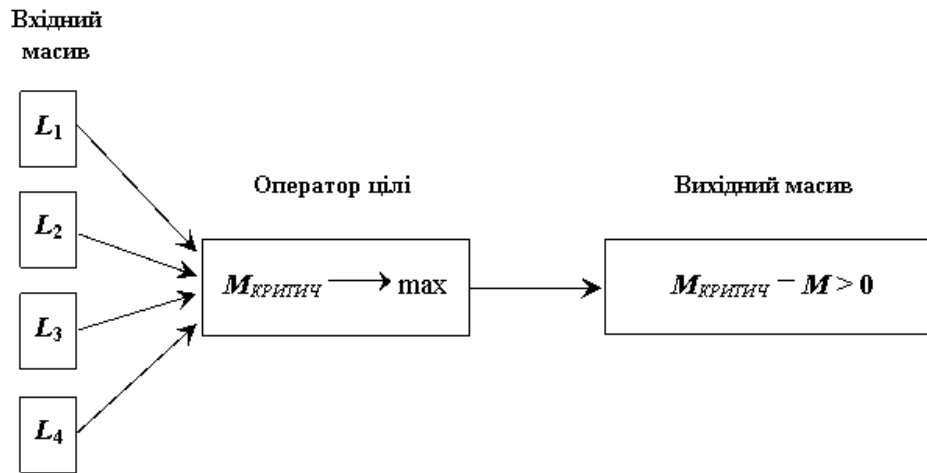 Вхідний
масив
L1
L2
L3
L4
Оператор цілі
MКРИТИЧ ⟶ max
Вихідний масив
MКРИТИЧ − M > 0